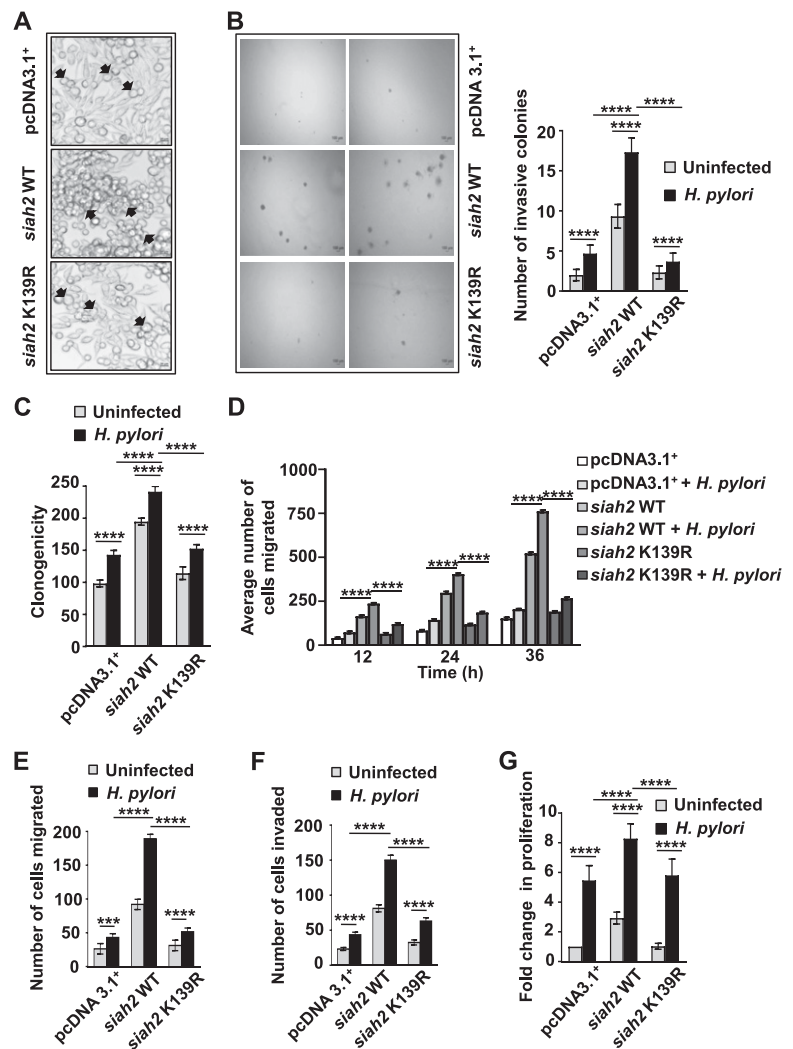 A
pcDNA3.1+
siah2 WT
siah2 K139R
B
pcDNA 3.1+
siah2 WT
siah2 K139R
Number of invasive colonies
20
15
10
5
0
**** ****
****
**** ****
Uninfected
H. pylori
pcDNA3.1+
siah2 WT
siah2 K139R
C
Uninfected
H. pylori
**** ****
****
**** ****
Clonogenicity
250
200
150
100
50
0
pcDNA3.1+
siah2 WT
siah2 K139R
D
Average number of
cells migrated
1000
750
500
250
0
**** ****
**** ****
**** ****
12 24 36
Time (h)
pcDNA3.1+
pcDNA3.1+ + H. pylori
siah2 WT
siah2 WT + H. pylori
siah2 K139R
siah2 K139R + H. pylori
E
Uninfected
H. pylori
Number of cells migrated
200
150
100
50
0
****
****
*** ****
pcDNA 3.1+
siah2 WT
siah2 K139R
F
Uninfected
H. pylori
Number of cells invaded
200
150
100
50
0
****
****
**** ****
pcDNA 3.1+
siah2 WT
siah2 K139R
G
Uninfected
H. pylori
Fold change in proliferation
10
8
6
4
2
0
**** ****
****
**** ****
pcDNA3.1+
siah2 WT
siah2 K139R